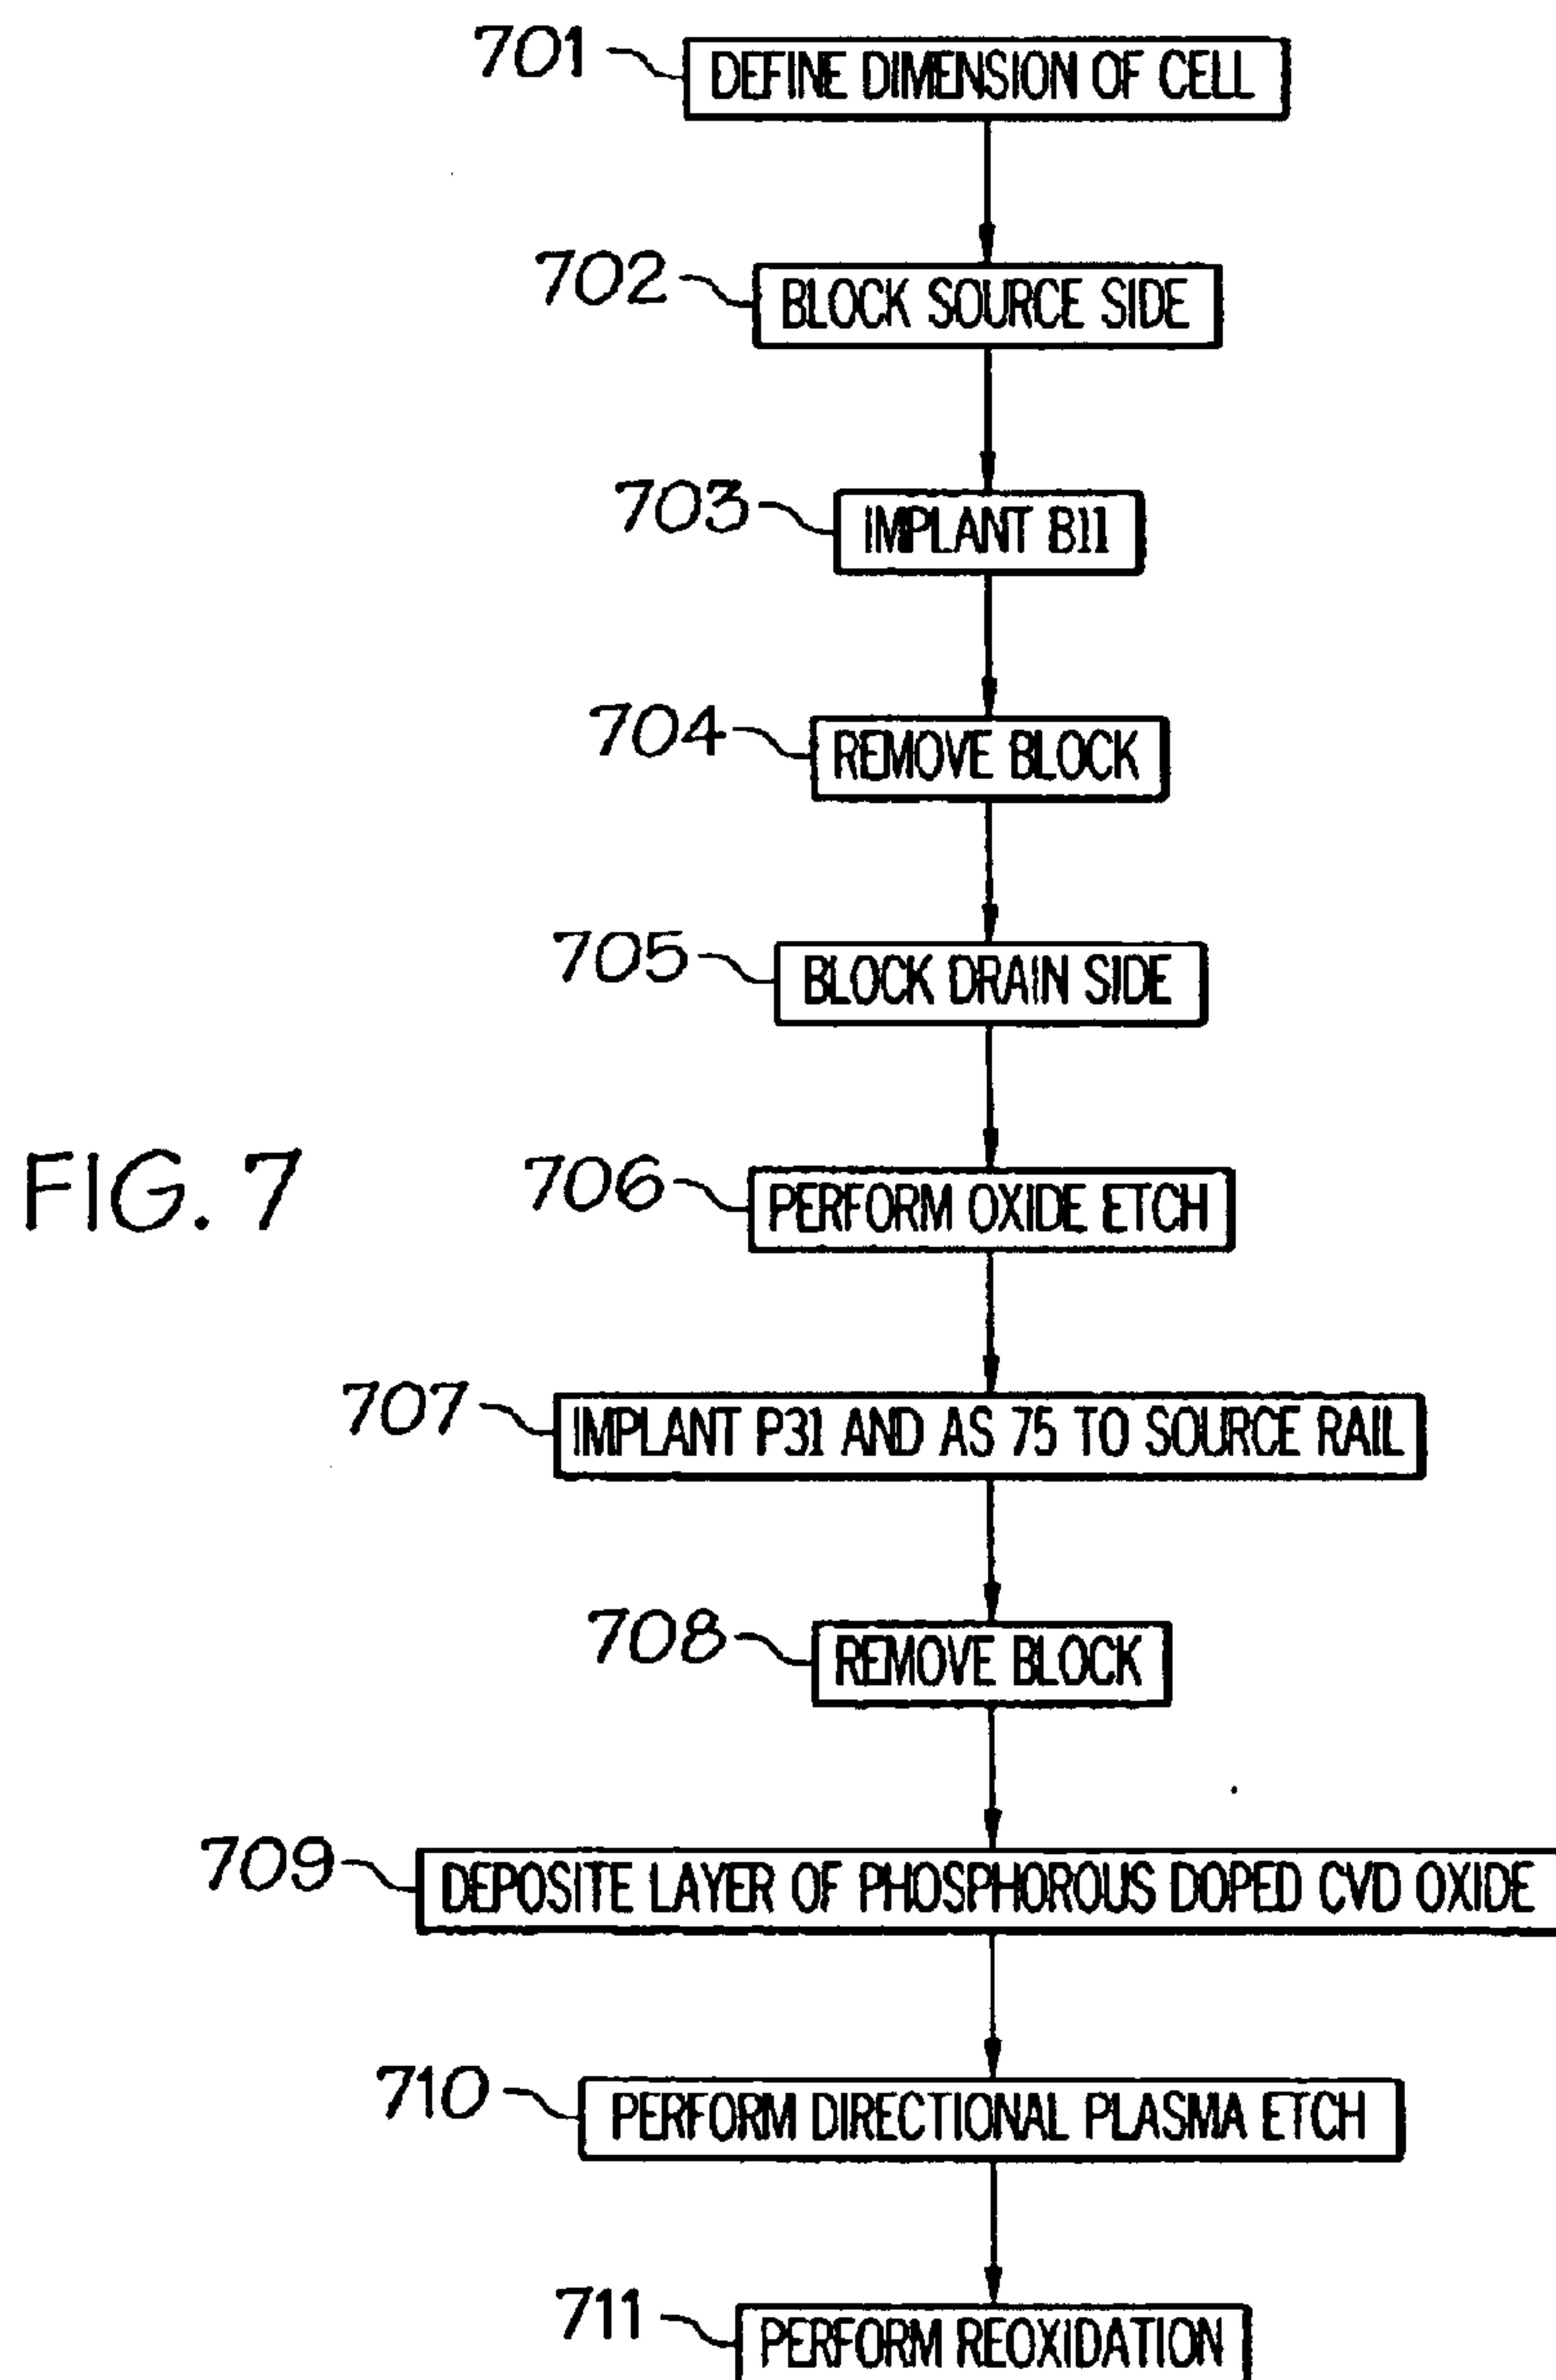 701 DEFINE DIMENSION OF CELL
702 BLOCK SOURCE SIDE
703 IMPLANT B11
704 REMOVE BLOCK
705 BLOCK DRAIN SIDE
FIG. 7
706 PERFORM OXIDE ETCH
707 IMPLANT P31 AND AS 75 TO SOURCE RAIL
708 REMOVE BLOCK
709 DEPOSITE LAYER OF PHOSPHOROUS DOPED CVD OXIDE
710 PERFORM DIRECTIONAL PLASMA ETCH
711 PERFORM REOXIDATION